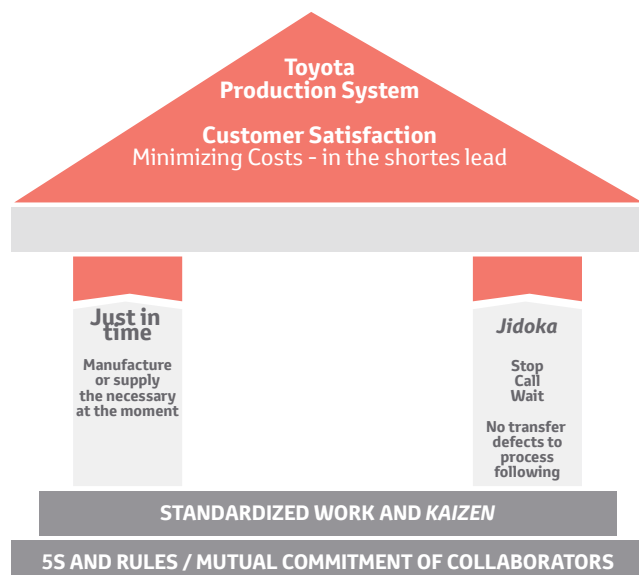 Toyota
Production System
Customer Satisfaction
Minimizing Costs - in the shortes lead
Just in
time
Manufacture
or supply
the necessary
at the moment
Jidoka
Stop
Call
Wait
No transfer
defects to
process
following
STANDARDIZED WORK AND KAIZEN
5S AND RULES / MUTUAL COMMITMENT OF COLLABORATORS